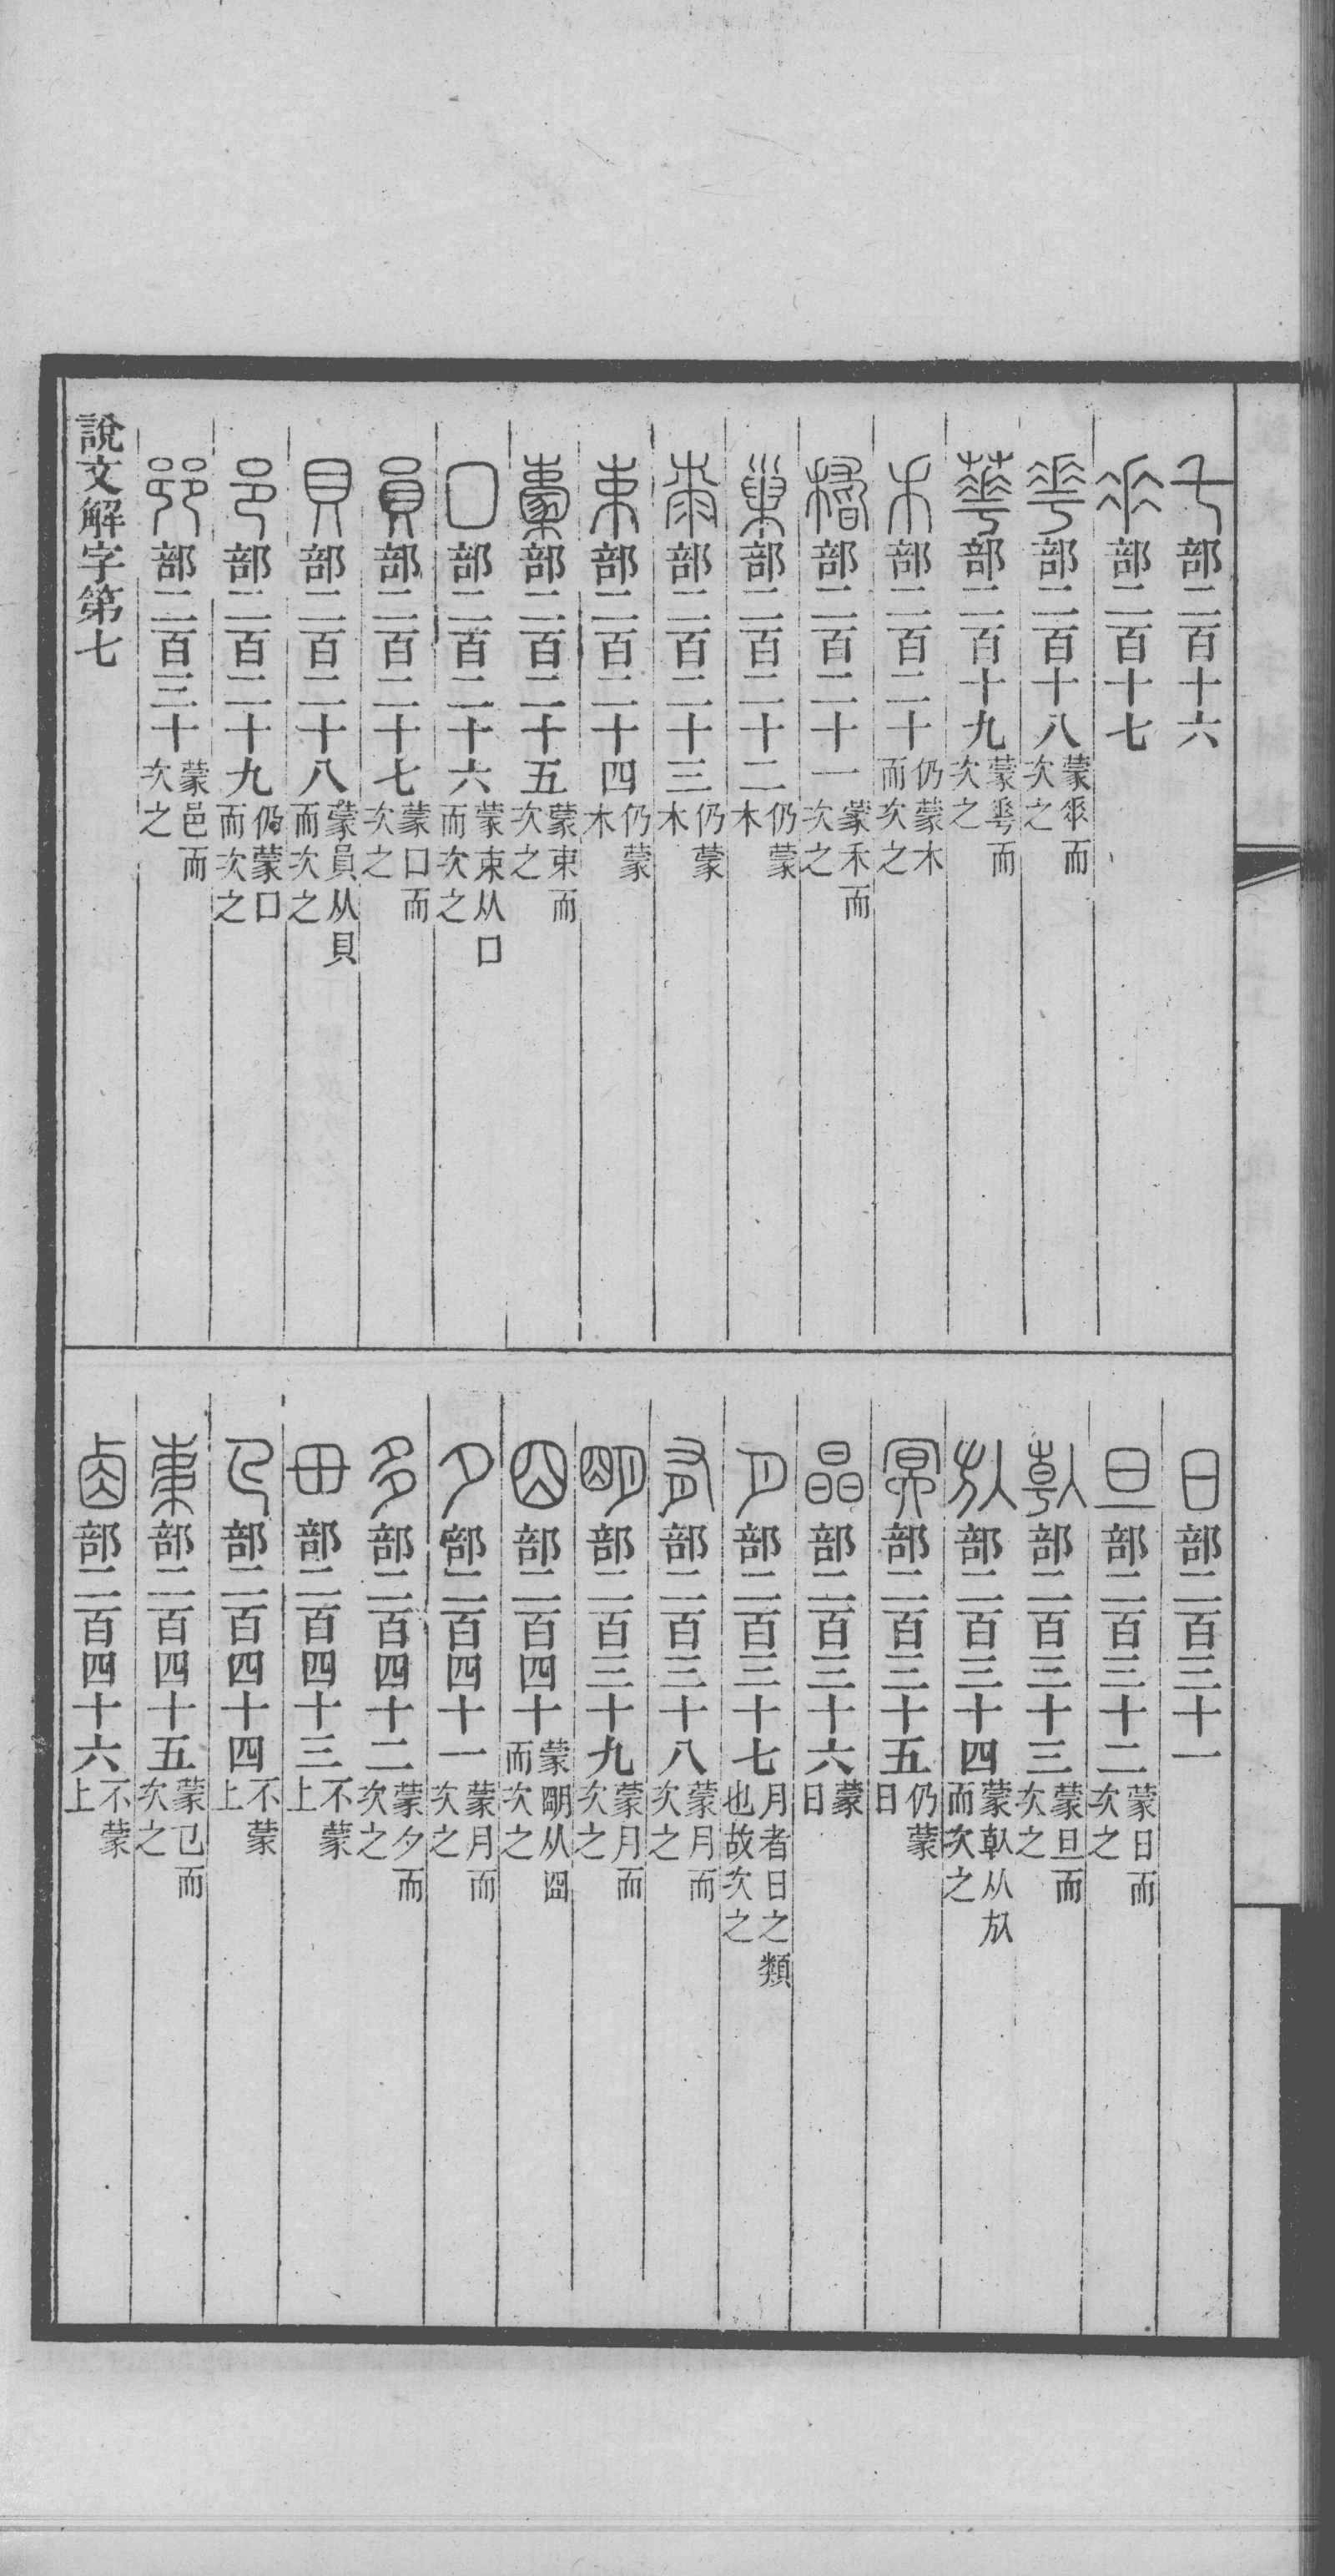 乇部二百十六
𠂹部二百十七
𠌶部二百十八蒙𠂹而次之
華部二百十九蒙𠌶而次之
𥝌部二百二十仍蒙木而次之
稽部二百二十一蒙禾而次之
巢部二百二十二仍蒙木
桼部二百二十三仍蒙木
束部二百二十四仍蒙木
㯻部二百二十五蒙束而次之
囗部二百二十六蒙束从囗而次之
員部二百二十七蒙囗而次之
貝部二百二十八蒙員从貝而次之
邑部二百二十九仍蒙囗而次之
𨛜部二百三十蒙邑而次之
說文解字第七
日部二百三十一
旦部二百三十二蒙日而次之
倝部二百三十三蒙旦而次之
㫃部二百三十四蒙倝从㫃而次之
冥部二百三十五仍蒙日
晶部二百三十六蒙日
月部二百三十七月者日之類也故次之
有部二百三十八蒙月而次之
朙部二百三十九蒙月而次之
囧部二百四十蒙朙从囧而次之
夕部二百四十一蒙月而次之
多部二百四十二蒙夕而次之
毌部二百四十三不蒙上
𢎘部二百四十四不蒙上
𣐺部二百四十五蒙𢎘而次之
𠧪部二百四十六不蒙上